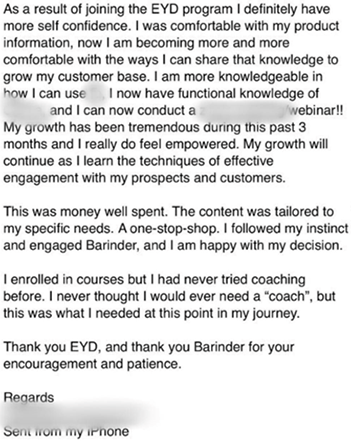 As a result of joining the EYD program I definitely have
more self confidence. I was comfortable with my product
information, now I am becoming more and more
comfortable with the ways I can share that knowledge to
grow my customer base. I am more knowledgeable in
how I can use I now have functional knowledge of
and I can now conduct a webinar!!
My growth has been tremendous during this past 3
months and I really do feel empowered. My growth will
continue as I learn the techniques of effective
engagement with my prospects and customers.
This was money well spent. The content was tailored to
my specific needs. A one-stop-shop. I followed my instinct
and engaged Barinder, and I am happy with my decision.
I enrolled in courses but I had never tried coaching
before. I never thought I would ever need a “coach”, but
this was what I needed at this point in my journey.
Thank you EYD, and thank you Barinder for your
encouragement and patience.
Regards
Sent from my iPhone